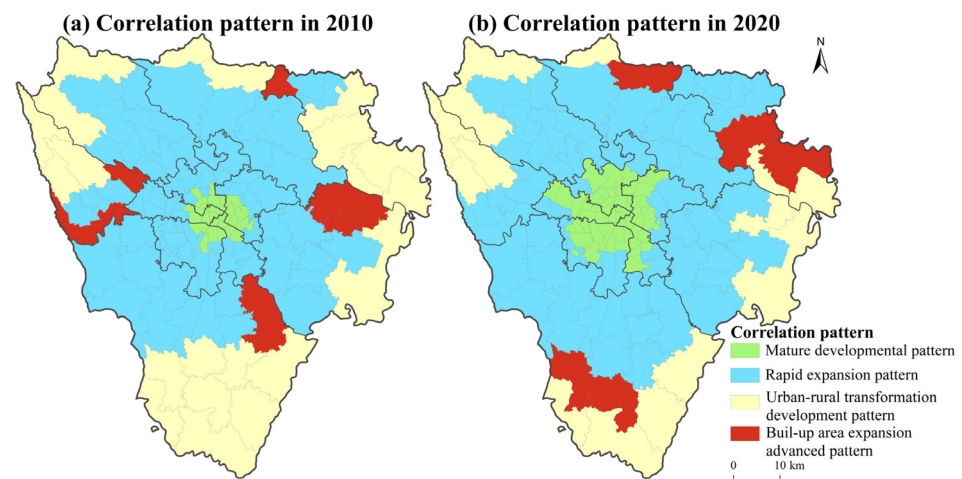 (a) Correlation pattern in 2010
(b) Correlation pattern in 2020
N
Correlation pattern
Mature developmental pattern
Rapid expansion pattern
Urban-rural transformation
development pattern
Buil-up area expansion
advanced pattern
0 10 km